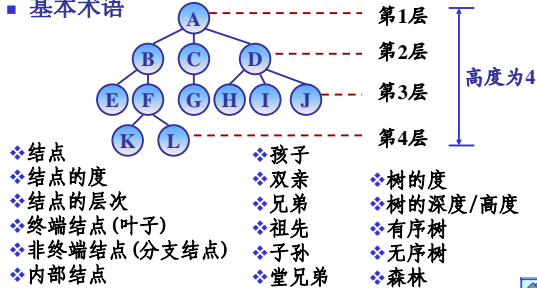 基本术语
A
第1层
B C D
第2层
高度为4
E F G H I J
第3层
K L
第4层
结点
结点的度
结点的层次
终端结点(叶子)
非终端结点(分支结点)
内部结点
孩子
双亲
兄弟
祖先
子孙
堂兄弟
树的度
树的深度/高度
有序树
无序树
森林